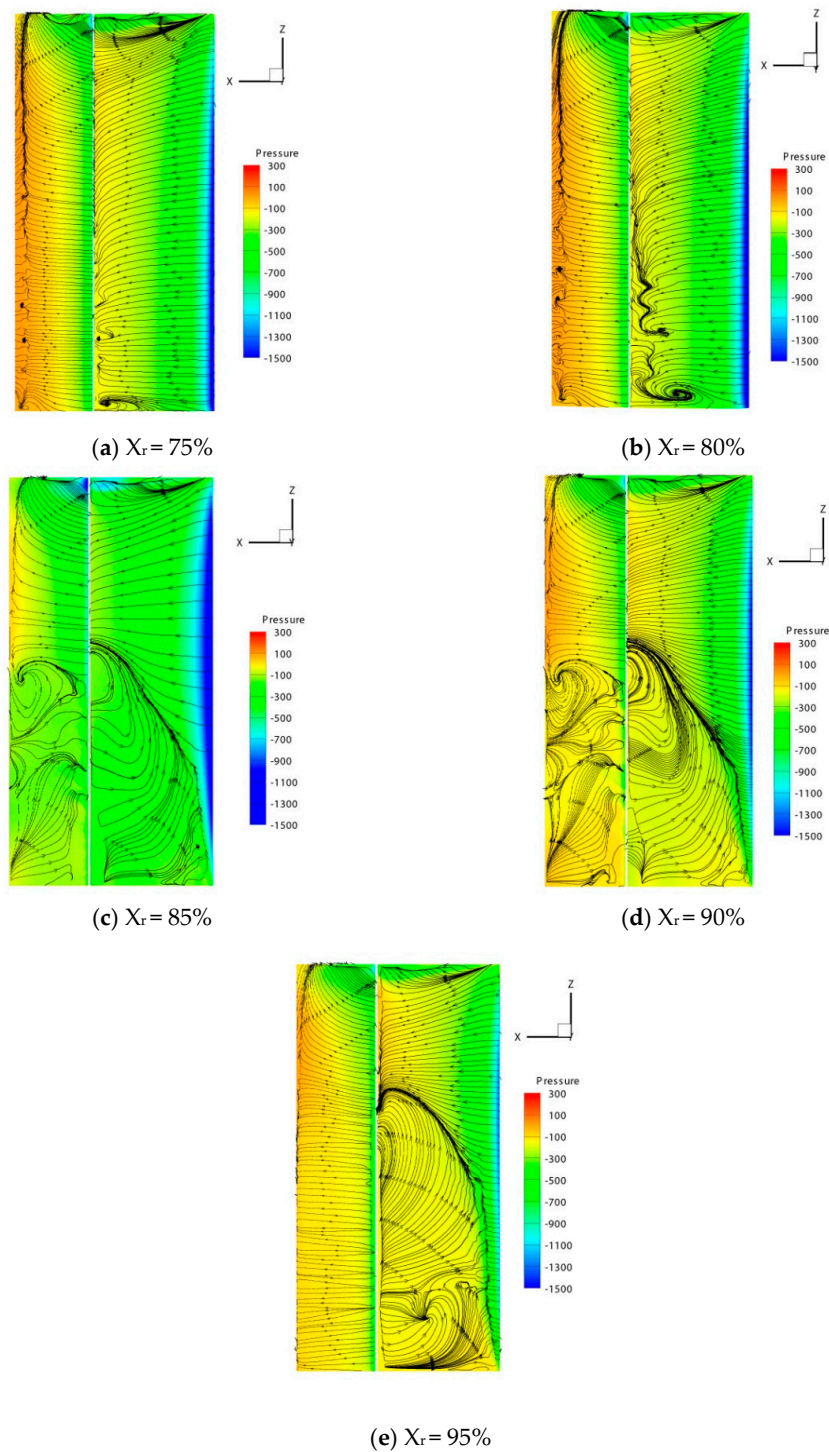 Z
X
Y
Pressure
300
100
-100
-300
-500
-700
-900
-1100
-1300
-1500
(a) Xr = 75%
Z
X
Y
Pressure
300
100
-100
-300
-500
-700
-900
-1100
-1300
-1500
(b) Xr = 80%
Z
X
Y
Pressure
300
100
-100
-300
-500
-700
-900
-1100
-1300
-1500
(c) Xr = 85%
Z
X
Y
Pressure
300
100
-100
-300
-500
-700
-900
-1100
-1300
-1500
(d) Xr = 90%
Z
X
Y
Pressure
300
100
-100
-300
-500
-700
-900
-1100
-1300
-1500
(e) Xr = 95%